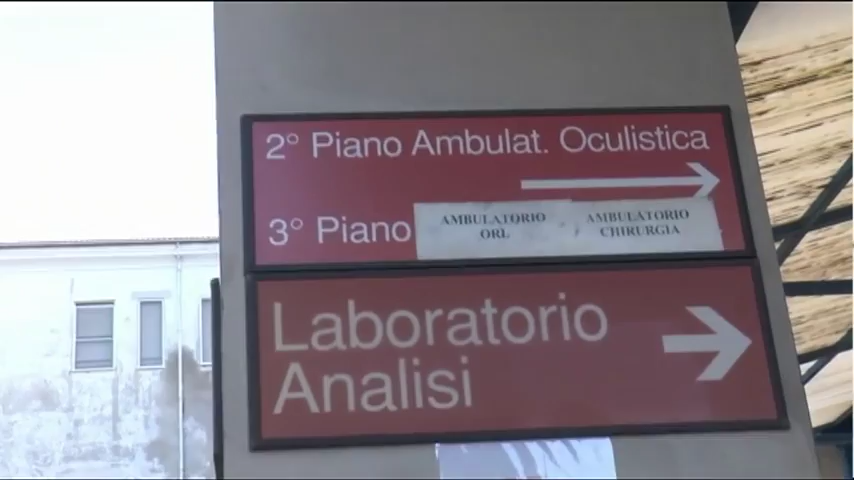 2° Piano Ambulat. Oculistica
3° Piano
AMBULATORIO ORL
AMBULATORIO CHIRURGIA
Laboratorio
Analisi